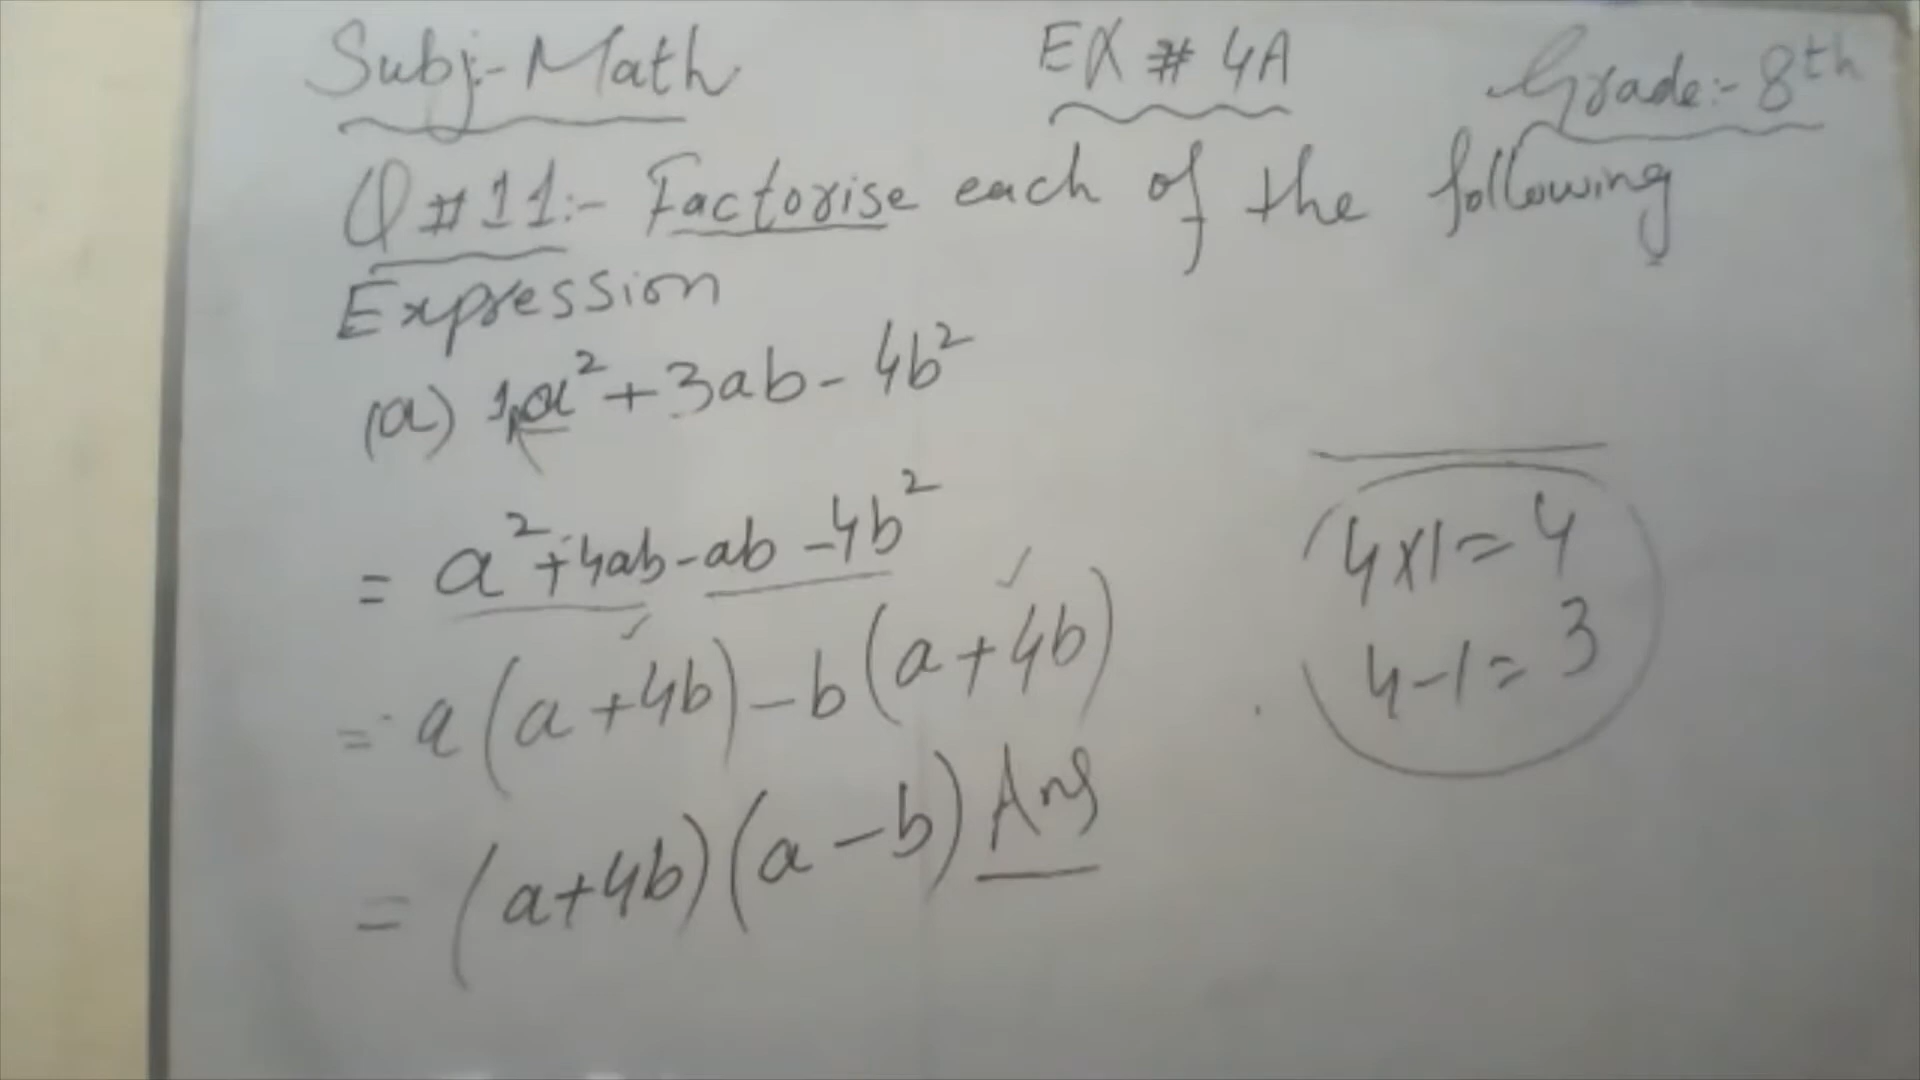 Subj:- Math EX # 4A Grade:- 8th
Q # 11:- Factorise each of the following
Expression
(a) 1a² + 3ab - 4b²
= a² + 4ab - ab - 4b²
= a(a + 4b) - b(a + 4b)
= (a + 4b)(a - b) Ans
4 x 1 = 4
4 - 1 = 3